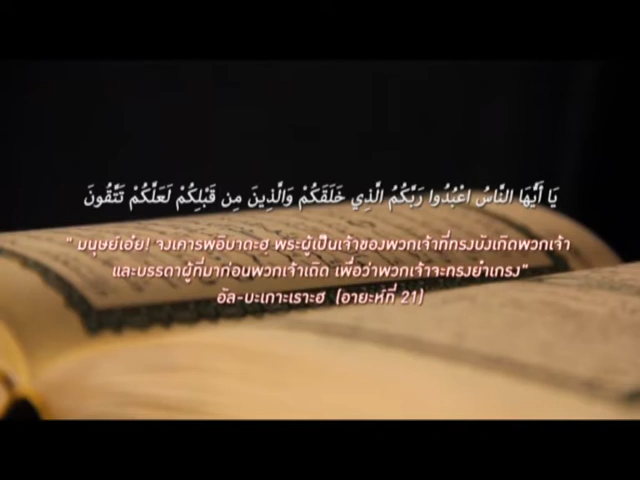 يَا أَيُّهَا النَّاسُ اعْبُدُوا رَبَّكُمُ الَّذِي خَلَقَكُمْ وَالَّذِينَ مِن قَبْلِكُمْ لَعَلَّكُمْ تَتَّقُونَ
" มนุษย์เอ๋ย! จงเคารพอิบาดะฮฺ พระผู้เป็นเจ้าของพวกเจ้าที่ทรงบังเกิดพวกเจ้า
และบรรดาผู้ที่มาก่อนพวกเจ้าเถิด เพื่อว่าพวกเจ้าจะทรงยำเกรง"
อัล-บะเกาะเราะฮ (อายะห์ที่ 21)